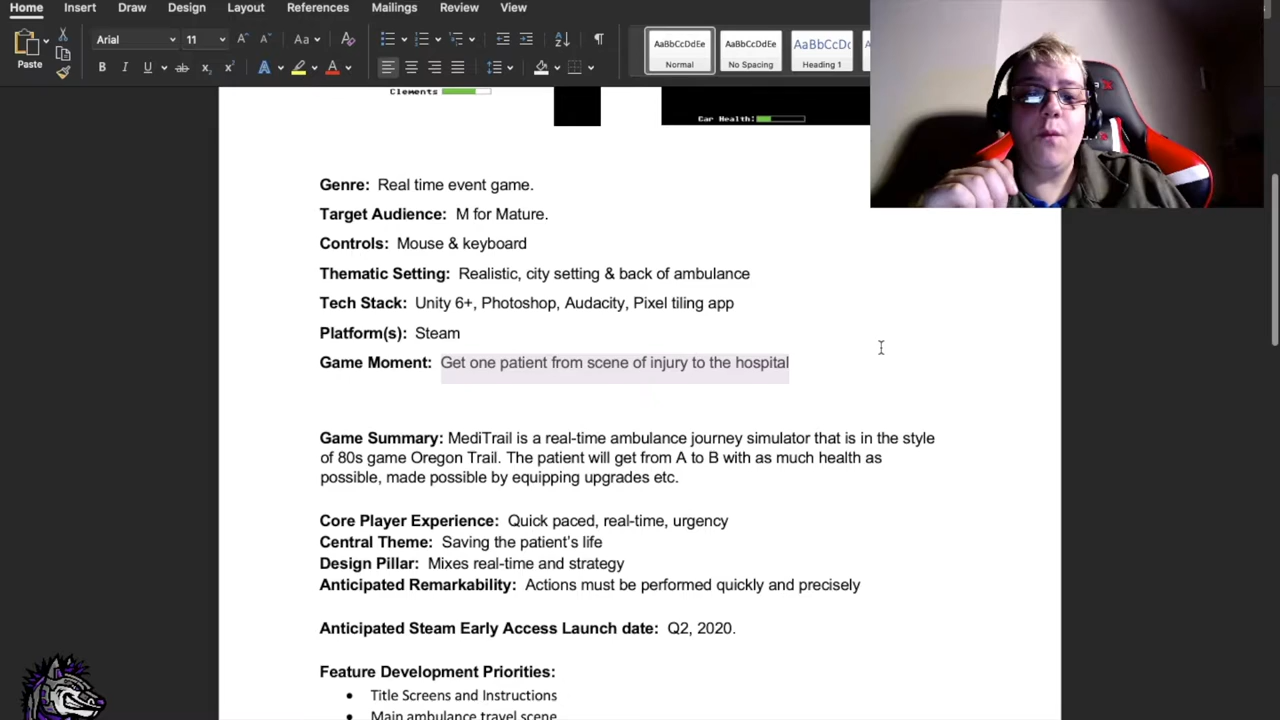 Home Insert Draw Design Layout References Mailings Review View
Paste
Arial 11
Aa
B I U ab x₂ x²
A A
AaBbCcDdEe AaBbCcDdEe AaBbCcDc
Normal No Spacing Heading 1
Clements
Car Health:
Genre: Real time event game.
Target Audience: M for Mature.
Controls: Mouse & keyboard
Thematic Setting: Realistic, city setting & back of ambulance
Tech Stack: Unity 6+, Photoshop, Audacity, Pixel tiling app
Platform(s): Steam
Game Moment: Get one patient from scene of injury to the hospital
Game Summary: MediTrail is a real-time ambulance journey simulator that is in the style
of 80s game Oregon Trail. The patient will get from A to B with as much health as
possible, made possible by equipping upgrades etc.
Core Player Experience: Quick paced, real-time, urgency
Central Theme: Saving the patient's life
Design Pillar: Mixes real-time and strategy
Anticipated Remarkability: Actions must be performed quickly and precisely
Anticipated Steam Early Access Launch date: Q2, 2020.
Feature Development Priorities:
• Title Screens and Instructions
• Main ambulance travel scene